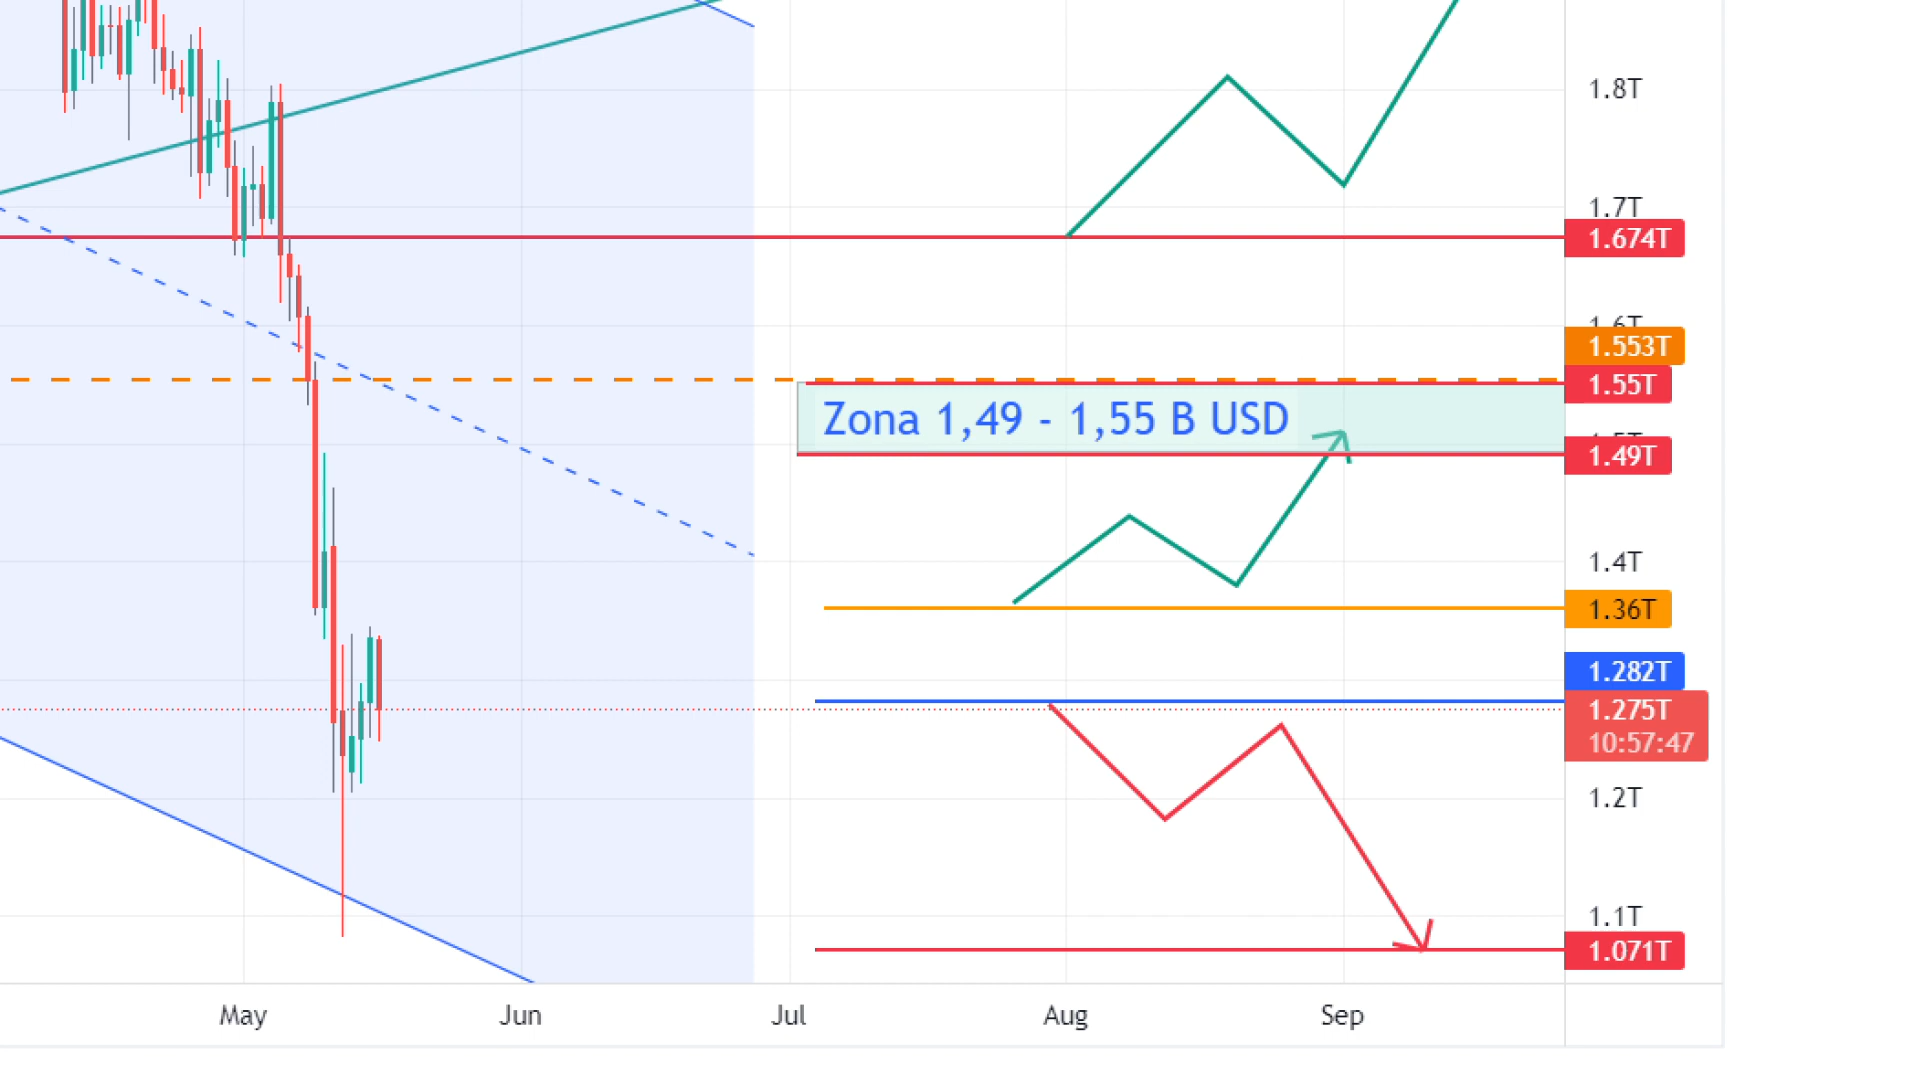 1.8T
1.7T
1.674T
1.6T
1.553T
1.55T
Zona 1,49 - 1,55 B USD
1.49T
1.4T
1.36T
1.282T
1.275T
10:57:47
1.2T
1.1T
1.071T
May Jun Jul Aug Sep